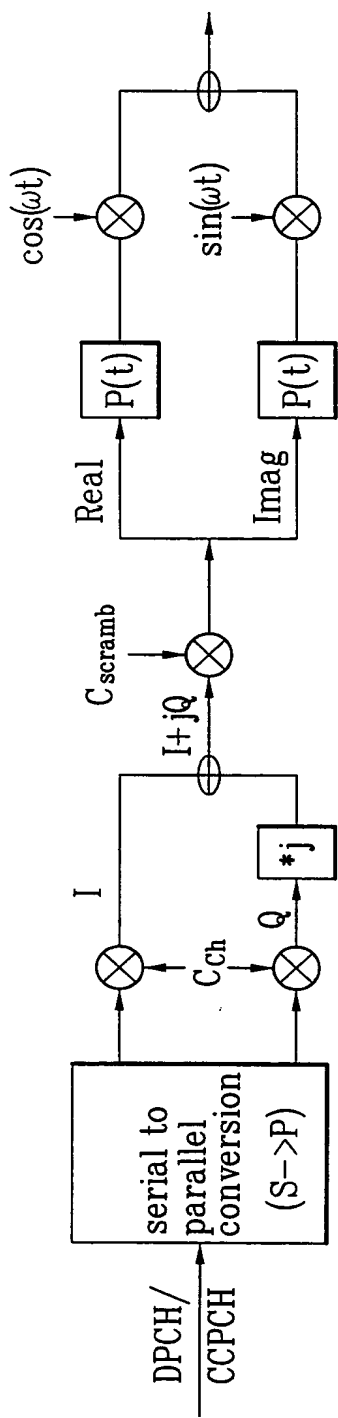 DPCH/
CCPCH
serial to
parallel
conversion
(S–>P)
C_Ch
I
Q
*j
I+jQ
C_scramb
Real
Imag
P(t)
P(t)
cos(ωt)
sin(ωt)